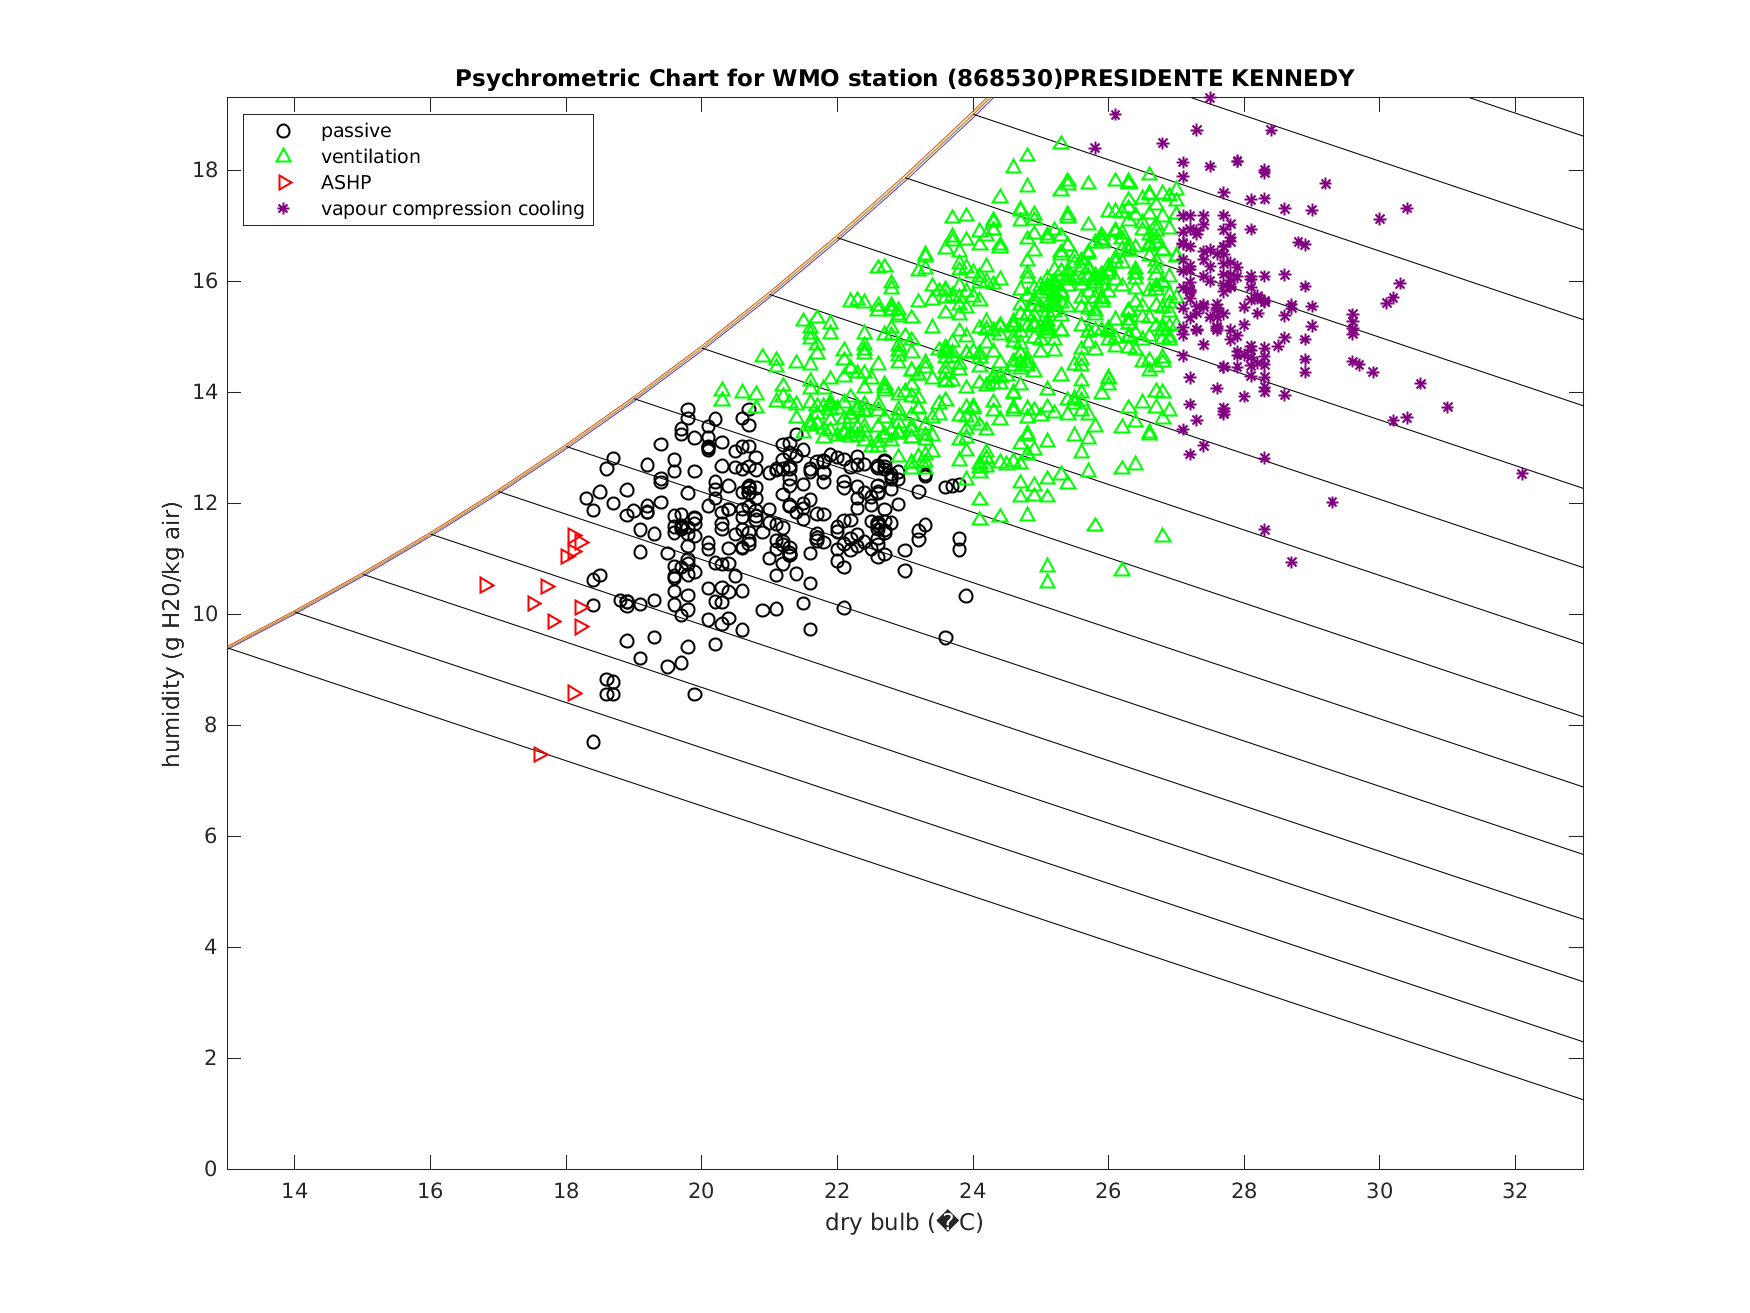 Psychrometric Chart for WMO station (868530)PRESIDENTE KENNEDY
passive
ventilation
ASHP
vapour compression cooling
humidity (g H20/kg air)
18
16
14
12
10
8
6
4
2
0
14 16 18 20 22 24 26 28 30 32
dry bulb (�C)